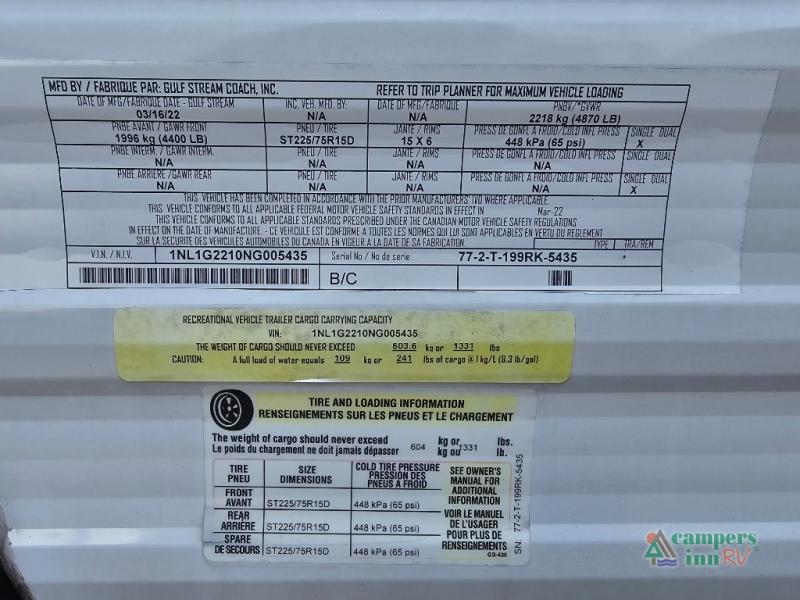 MFD BY / FABRIQUE PAR: GULF STREAM COACH, INC. REFER TO TRIP PLANNER FOR MAXIMUM VEHICLE LOADING
DATE OF MFG/FABRIQUE DATE - GULF STREAM INC. VEH. MFD BY: DATE OF MFG/FABRIQUE PNBV/*GVWR
03/16/22 N/A N/A 2218 kg (4870 LB)
PNBE AVANT / GAWR FRONT PNEU / TIRE JANTE / RIMS PRESS DE GONFL A FROID/COLD INFL PRESS SINGLE DUAL
1996 kg (4400 LB) ST225/75R15D 15 X 6 448 kPa (65 psi) X
PNBE INTERM. / GAWR INTERM. PNEU / TIRE JANTE / RIMS PRESS DE GONFL A FROID/COLD INFL PRESS SINGLE DUAL
N/A N/A N/A N/A
PNBE ARRIERE / GAWR REAR PNEU / TIRE JANTE / RIMS PRESS DE GONFL A FROID/COLD INFL PRESS SINGLE DUAL
N/A N/A N/A N/A X
THIS VEHICLE HAS BEEN COMPLETED IN ACCORDANCE WITH THE PRIOR MANUFACTURERS' IVD WHERE APPLICABLE.
THIS VEHICLE CONFORMS TO ALL APPLICABLE FEDERAL MOTOR VEHICLE SAFETY STANDARDS IN EFFECT IN Mar-22
THIS VEHICLE CONFORMS TO ALL APPLICABLE STANDARDS PRESCRIBED UNDER THE CANADIAN MOTOR VEHICLE SAFETY REGULATIONS
IN EFFECT ON THE DATE OF MANUFACTURE. - CE VEHICULE EST CONFORME A TOUTES LES NORMES QUI LUI SONT APPLICABLES EN VERTU DU REGLEMENT
SUR LA SECURITE DES VEHICULES AUTOMOBILES DU CANADA EN VIGEUR A LA DATE DE SA FABRICATION. TYPE TRA/REM
V.I.N. / N.I.V. 1NL1G2210NG005435 Serial No / No de serie 77-2-T-199RK-5435
B/C
RECREATIONAL VEHICLE TRAILER CARGO CARRYING CAPACITY
VIN: 1NL1G2210NG005435
THE WEIGHT OF CARGO SHOULD NEVER EXCEED 603.6 kg or 1331 lbs
CAUTION: A full load of water equals 109 kg or 241 lbs of cargo @ 1 kg/L (8.3 lb/gal)
TIRE AND LOADING INFORMATION
RENSEIGNEMENTS SUR LES PNEUS ET LE CHARGEMENT
The weight of cargo should never exceed 604 kg or 1331 lbs.
Le poids du chargement ne doit jamais dépasser kg ou lb.
TIRE PNEU SIZE DIMENSIONS COLD TIRE PRESSURE PRESSION DES PNEUS A FROID
FRONT AVANT ST225/75R15D 448 kPa (65 psi)
REAR ARRIÈRE ST225/75R15D 448 kPa (65 psi)
SPARE DE SECOURS ST225/75R15D 448 kPa (65 psi)
SEE OWNER'S
MANUAL FOR
ADDITIONAL
INFORMATION
VOIR LE MANUEL
DE L'USAGER
POUR PLUS DE
RENSEIGNEMENTS
GS-435
SN: 77-2-T-199RK-5435
campers
inn RV